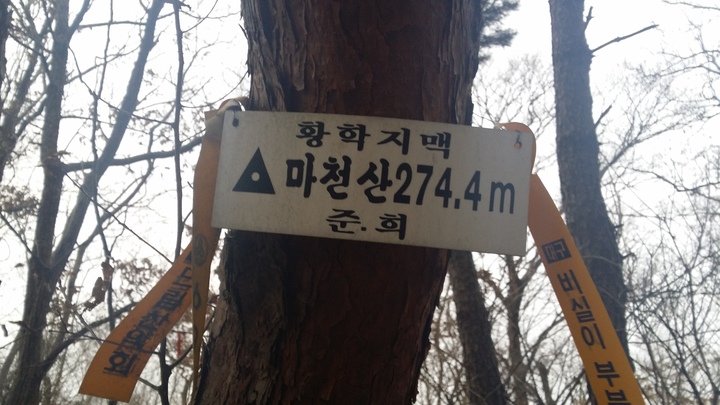 황학지맥
마천산274.4m
준.희
비실이 부부